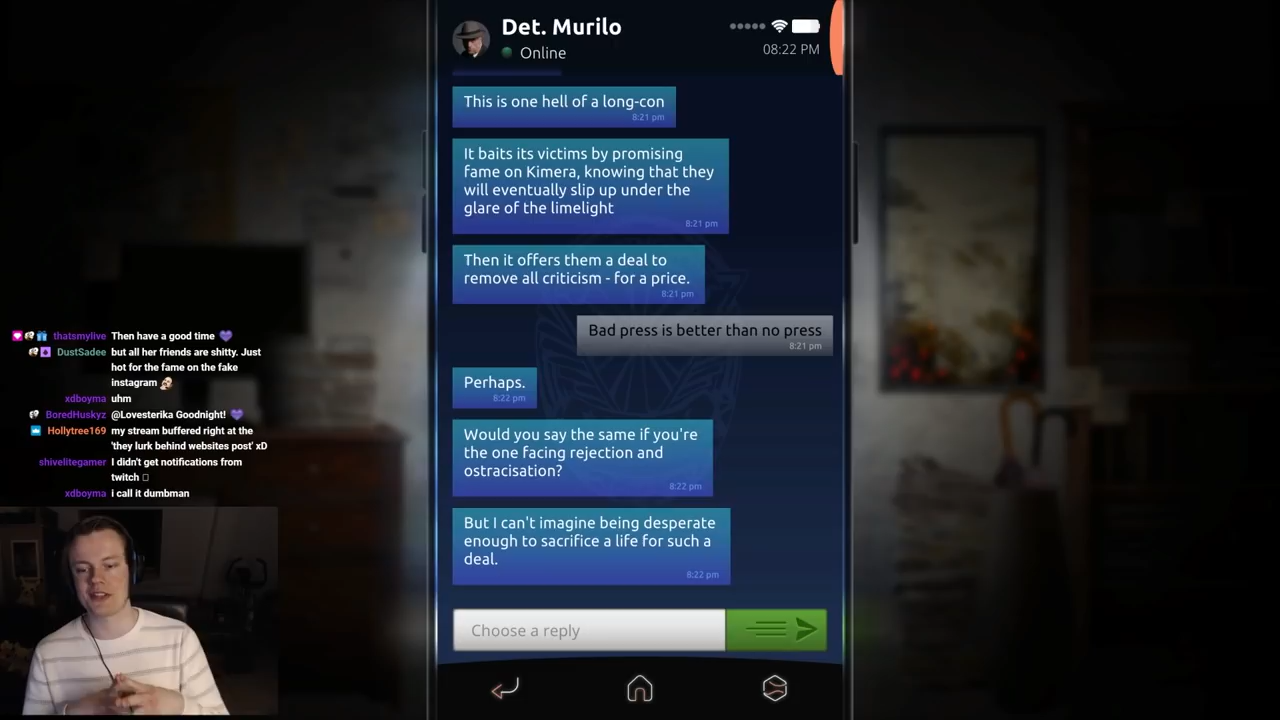 Det. Murilo
Online
08:22 PM
This is one hell of a long-con
8:21 pm
It baits its victims by promising
fame on Kimera, knowing that they
will eventually slip up under the
glare of the limelight
8:21 pm
Then it offers them a deal to
remove all criticism - for a price.
8:21 pm
Bad press is better than no press
8:21 pm
Perhaps.
8:22 pm
Would you say the same if you're
the one facing rejection and
ostracisation?
8:22 pm
But I can't imagine being desperate
enough to sacrifice a life for such a
deal.
8:22 pm
Choose a reply
thatsmylive Then have a good time
DustSadee but all her friends are shitty. Just
hot for the fame on the fake
instagram
xdboyma uhm
BoredHuskyz @Lovesterika Goodnight!
Hollytree169 my stream buffered right at the
'they lurk behind websites post' xD
shivelitegamer I didn't get notifications from
twitch
xdboyma i call it dumbman